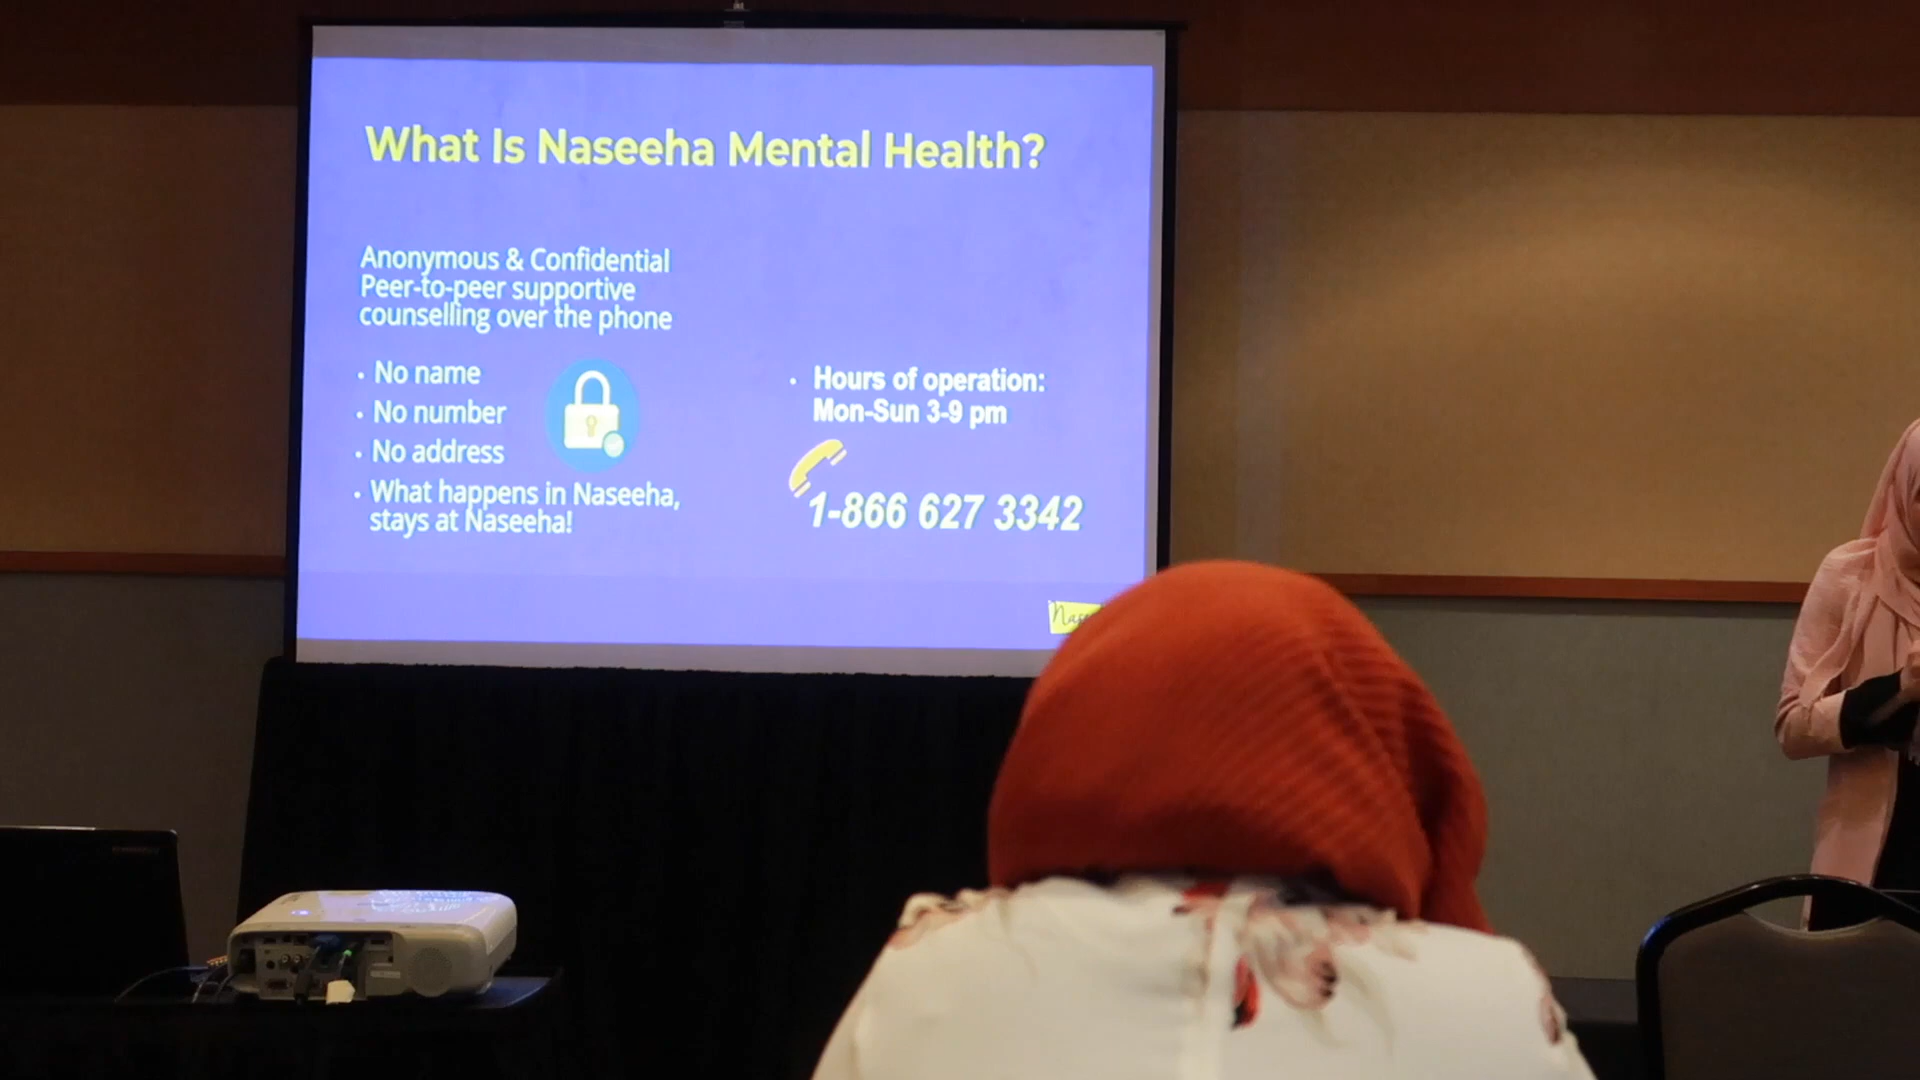 What Is Naseeha Mental Health?
Anonymous & Confidential
Peer-to-peer supportive
counselling over the phone
• No name
• No number
• No address
• What happens in Naseeha,
stays at Naseeha!
• Hours of operation:
Mon-Sun 3-9 pm
1-866 627 3342